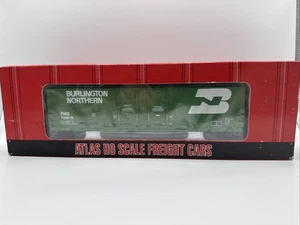 BURLINGTON
NORTHERN
ATLAS HO SCALE FREIGHT CARS